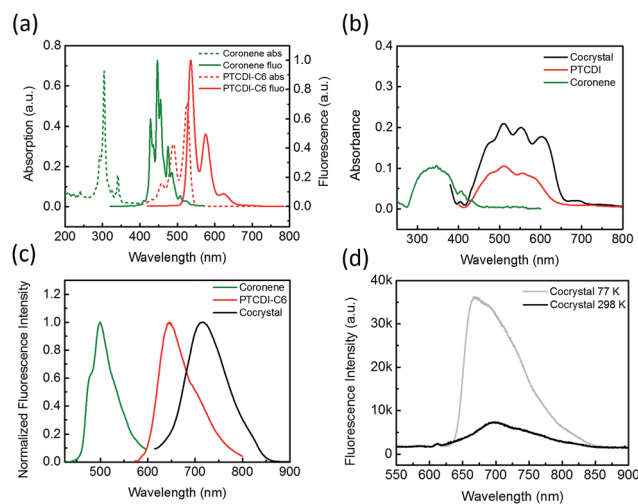 (a)
0.8
0.6
0.4
0.2
0.0
Absorption (a.u.)
Coronene abs
Coronene fluo
PTCDI-C6 abs
PTCDI-C6 fluo
1.0
0.8
0.6
0.4
0.2
0.0
Fluorescence (a.u.)
200 300 400 500 600 700 800
Wavelength (nm)
(b)
0.4
0.3
0.2
0.1
0.0
Absorbance
Cocrystal
PTCDI
Coronene
300 400 500 600 700 800
Wavelength (nm)
(c)
1.2
1.0
0.8
0.6
0.4
0.2
0.0
Normalized Fluorescence Intensity
Coronene
PTCDI-C6
Cocrystal
500 600 700 800 900
Wavelength (nm)
(d)
40k
30k
20k
10k
0
Fluorescence Intensity (a.u.)
Cocrystal 77 K
Cocrystal 298 K
550 600 650 700 750 800 850 900
Wavelength (nm)